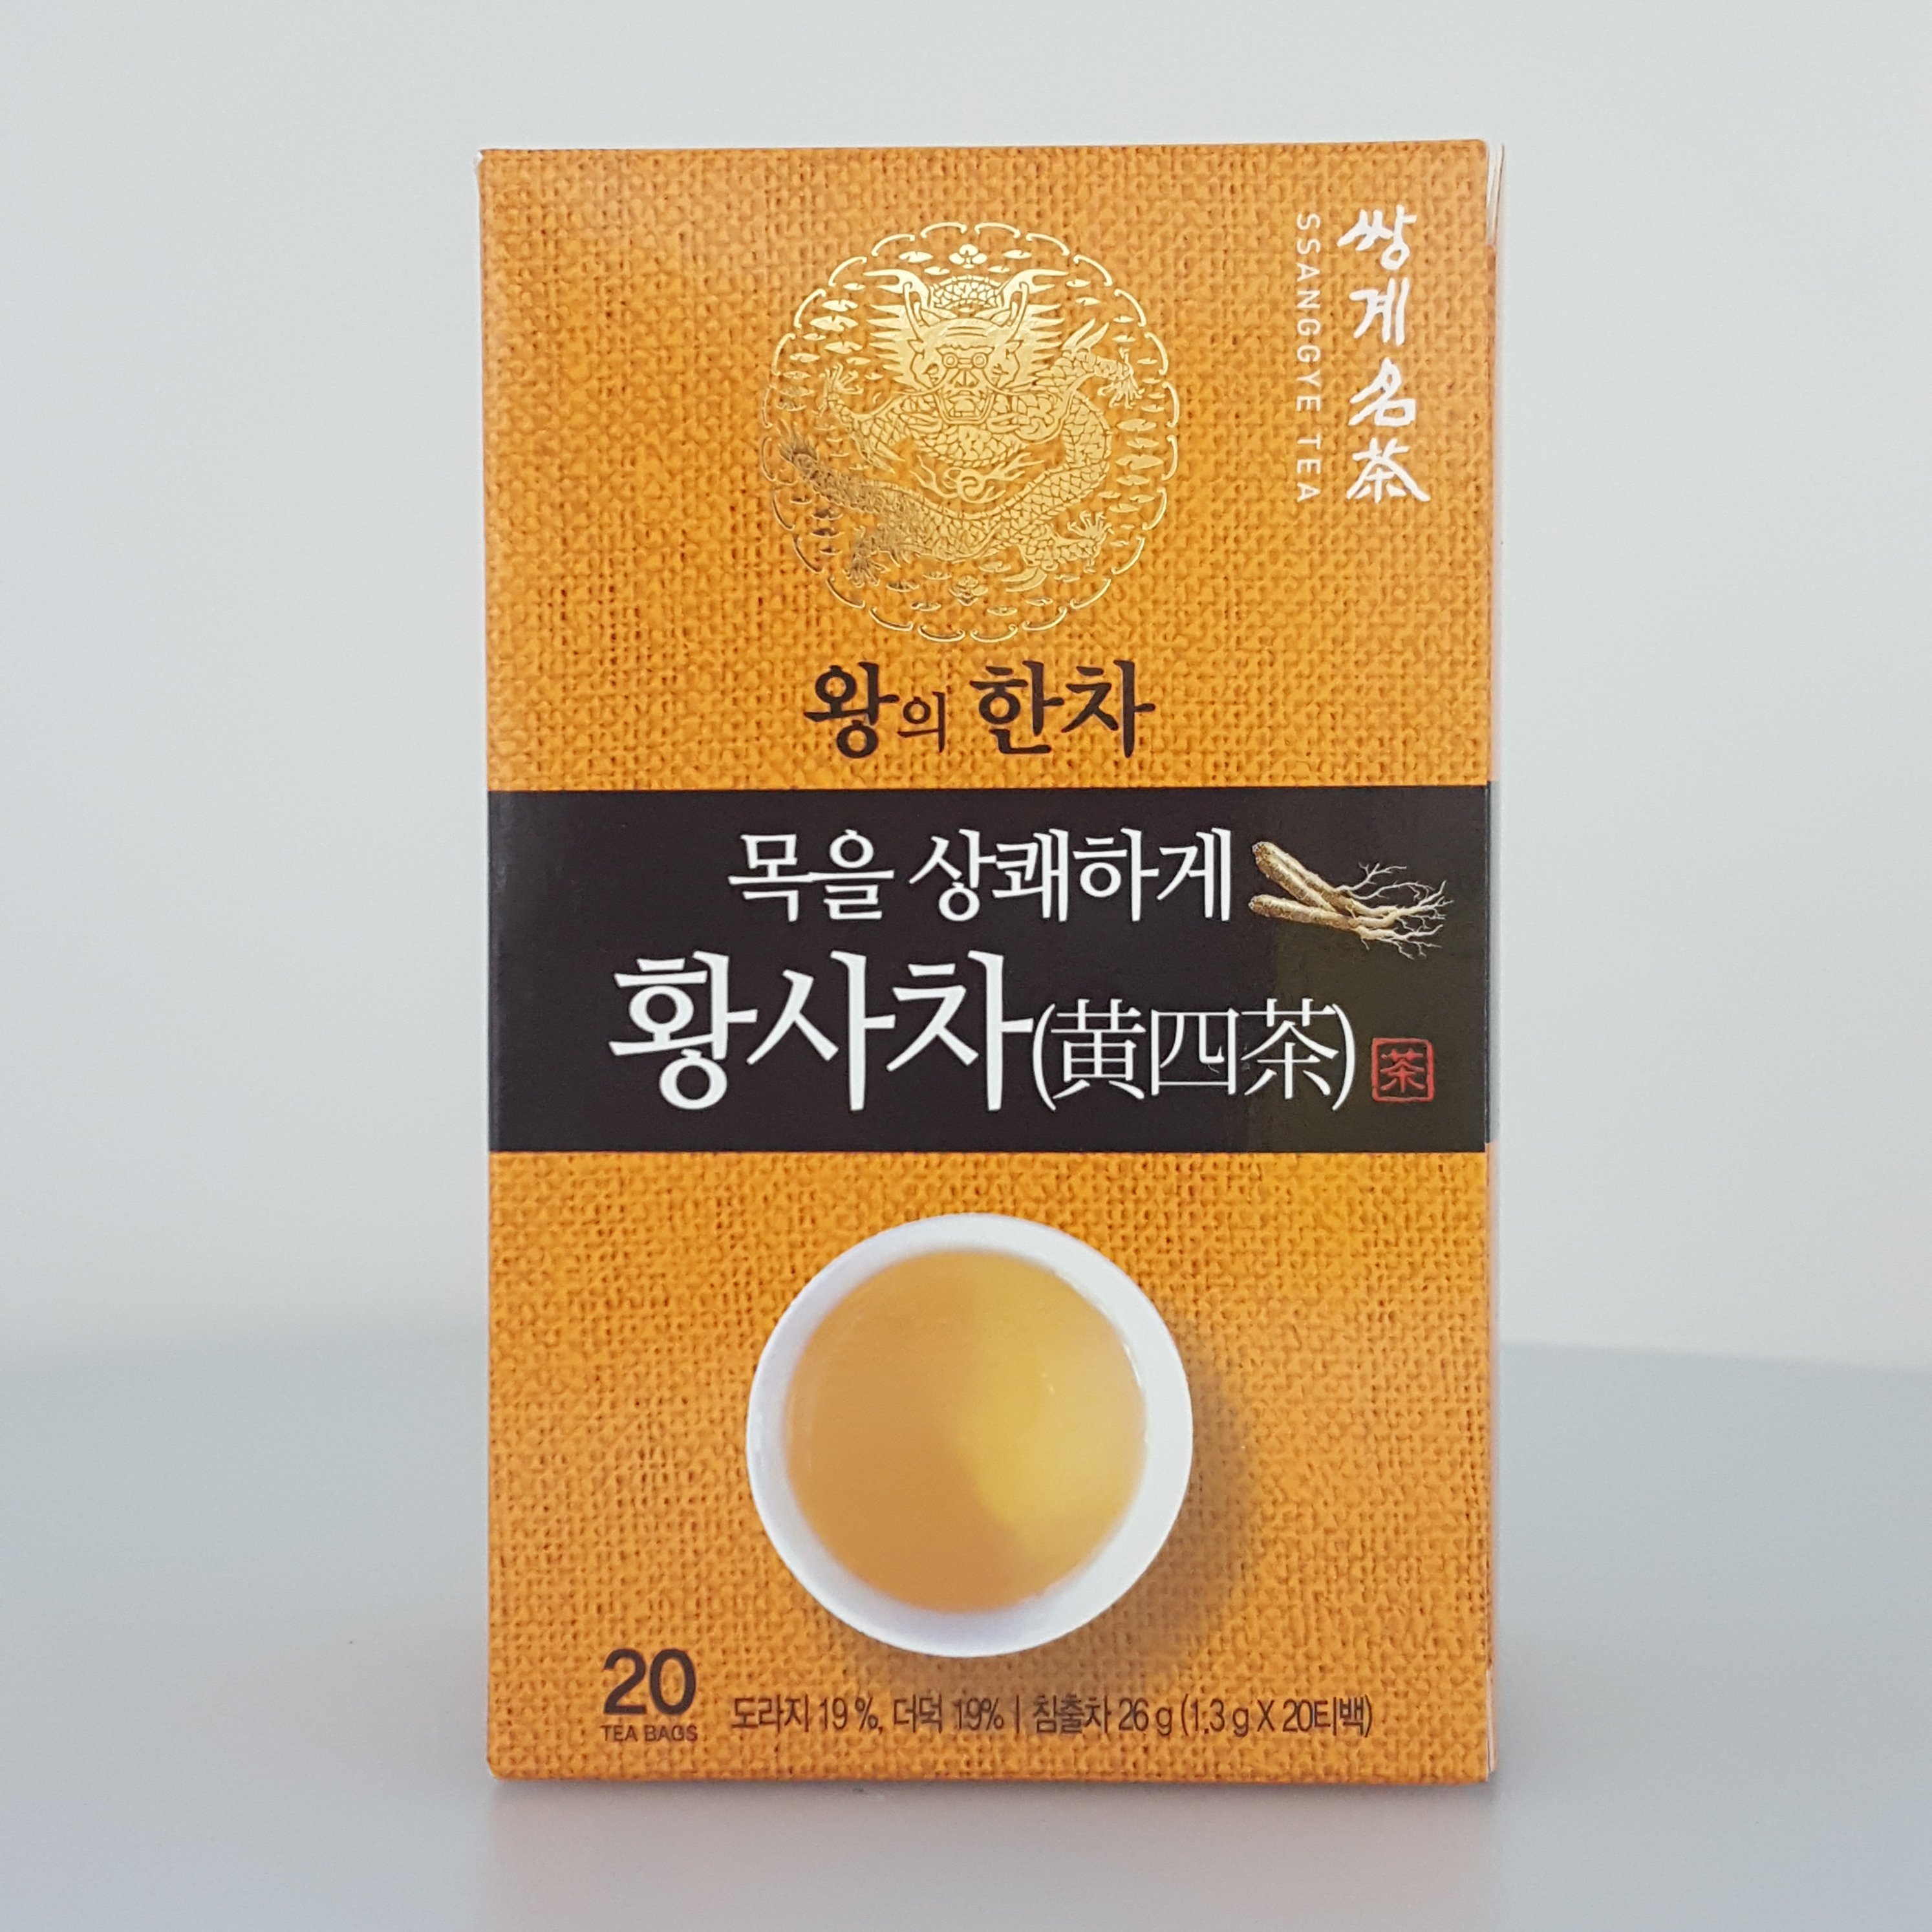 쌍계名茶
SSANGGYE TEA
왕의 한차
목을 상쾌하게
황사차(黃四茶)
茶
20
TEA BAGS
도라지 19 %, 더덕 19% | 침출차 26 g (1.3 g X 20티백)